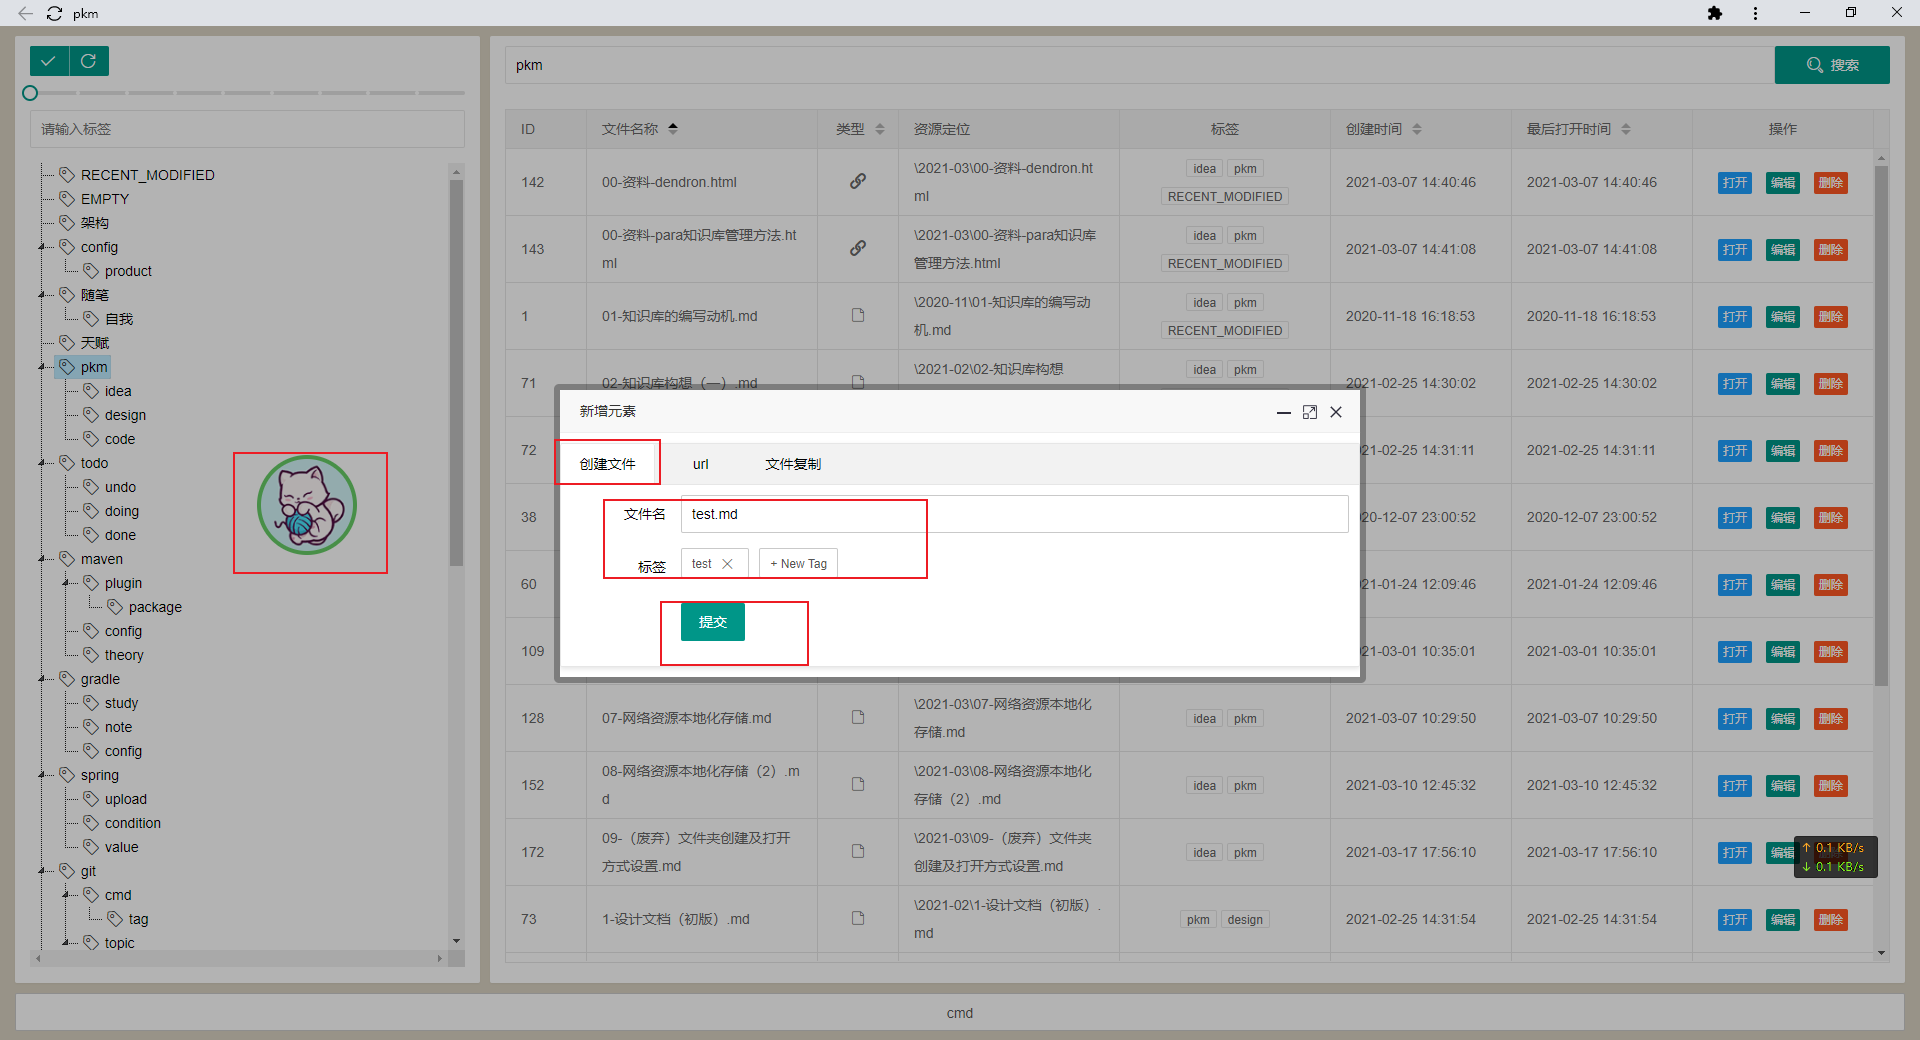 pkm
请输入标签
RECENT_MODIFIED
EMPTY
架构
config
product
随笔
自我
天赋
pkm
idea
design
code
todo
undo
doing
done
maven
plugin
package
config
theory
gradle
study
note
config
spring
upload
condition
value
git
cmd
tag
topic
pkm
搜索
ID 文件名称 类型 资源定位 标签 创建时间 最后打开时间 操作
142 00-资料-dendron.html \2021-03\00-资料-dendron.ht
ml idea pkm
RECENT_MODIFIED 2021-03-07 14:40:46 2021-03-07 14:40:46 打开 编辑 删除
143 00-资料-para知识库管理方法.ht
ml \2021-03\00-资料-para知识库
管理方法.html idea pkm
RECENT_MODIFIED 2021-03-07 14:41:08 2021-03-07 14:41:08 打开 编辑 删除
1 01-知识库的编写动机.md \2020-11\01-知识库的编写动
机.md idea pkm
RECENT_MODIFIED 2020-11-18 16:18:53 2020-11-18 16:18:53 打开 编辑 删除
71 02-知识库构想（一）.md \2021-02\02-知识库构想 idea pkm 2021-02-25 14:30:02 2021-02-25 14:30:02 打开 编辑 删除
新增元素
创建文件 url 文件复制
文件名 test.md
标签 test + New Tag
提交
72 21-02-25 14:31:11 2021-02-25 14:31:11 打开 编辑 删除
38 20-12-07 23:00:52 2020-12-07 23:00:52 打开 编辑 删除
60 21-01-24 12:09:46 2021-01-24 12:09:46 打开 编辑 删除
109 21-03-01 10:35:01 2021-03-01 10:35:01 打开 编辑 删除
128 07-网络资源本地化存储.md \2021-03\07-网络资源本地化
存储.md idea pkm 2021-03-07 10:29:50 2021-03-07 10:29:50 打开 编辑 删除
152 08-网络资源本地化存储（2）.m
d \2021-03\08-网络资源本地化
存储（2）.md idea pkm 2021-03-10 12:45:32 2021-03-10 12:45:32 打开 编辑 删除
172 09-（废弃）文件夹创建及打开
方式设置.md \2021-03\09-（废弃）文件夹
创建及打开方式设置.md idea pkm 2021-03-17 17:56:10 2021-03-17 17:56:10 打开 编辑
↑ 0.1 KB/s
↓ 0.1 KB/s
73 1-设计文档（初版）.md \2021-02\1-设计文档（初版）.
md pkm design 2021-02-25 14:31:54 2021-02-25 14:31:54 打开 编辑 删除
cmd